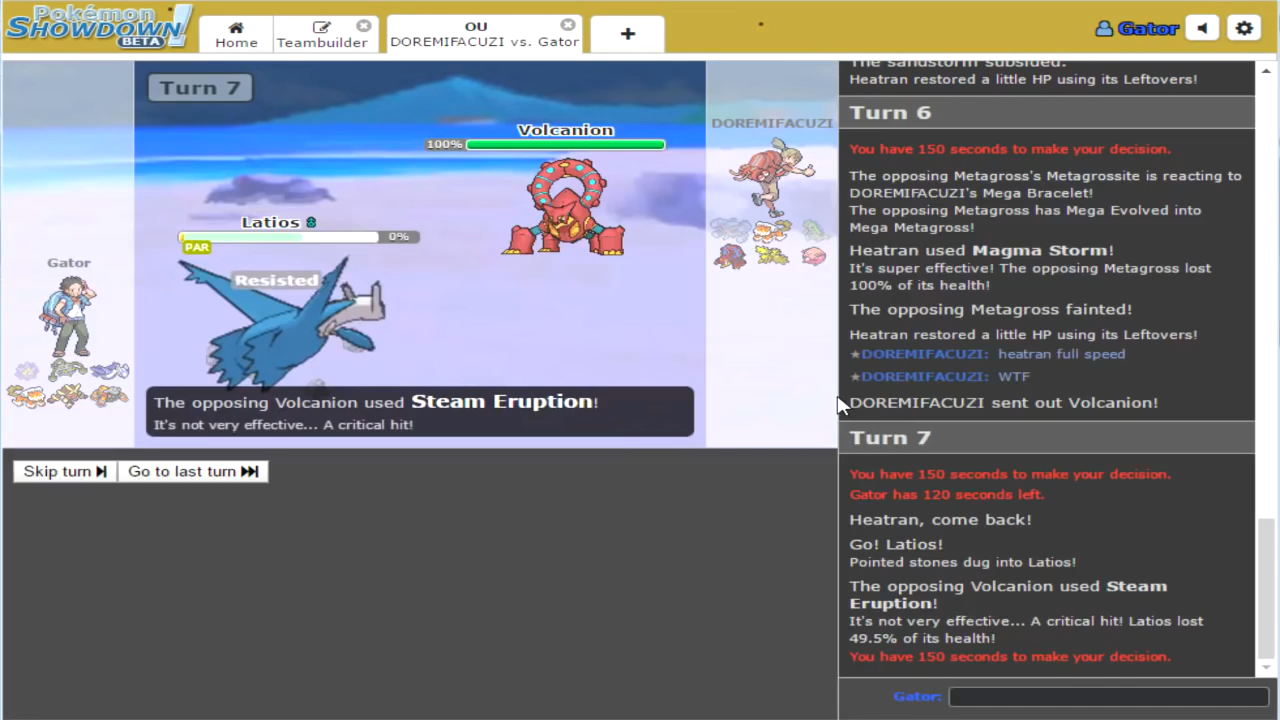 Pokémon
SHOWDOWN!
BETA
Home
Teambuilder
OU
DOREMIFACUZI vs. Gator
+
Gator
Turn 7
Volcanion
100%
DOREMIFACUZI
Latios
0%
PAR
Gator
Resisted
The opposing Volcanion used Steam Eruption!
It's not very effective... A critical hit!
Skip turn
Go to last turn
The sandstorm subsided.
Heatran restored a little HP using its Leftovers!
Turn 6
You have 150 seconds to make your decision.
The opposing Metagross's Metagrossite is reacting to
DOREMIFACUZI's Mega Bracelet!
The opposing Metagross has Mega Evolved into
Mega Metagross!
Heatran used Magma Storm!
It's super effective! The opposing Metagross lost
100% of its health!
The opposing Metagross fainted!
Heatran restored a little HP using its Leftovers!
★DOREMIFACUZI: heatran full speed
★DOREMIFACUZI: WTF
DOREMIFACUZI sent out Volcanion!
Turn 7
You have 150 seconds to make your decision.
Gator has 120 seconds left.
Heatran, come back!
Go! Latios!
Pointed stones dug into Latios!
The opposing Volcanion used Steam
Eruption!
It's not very effective... A critical hit! Latios lost
49.5% of its health!
You have 150 seconds to make your decision.
Gator: